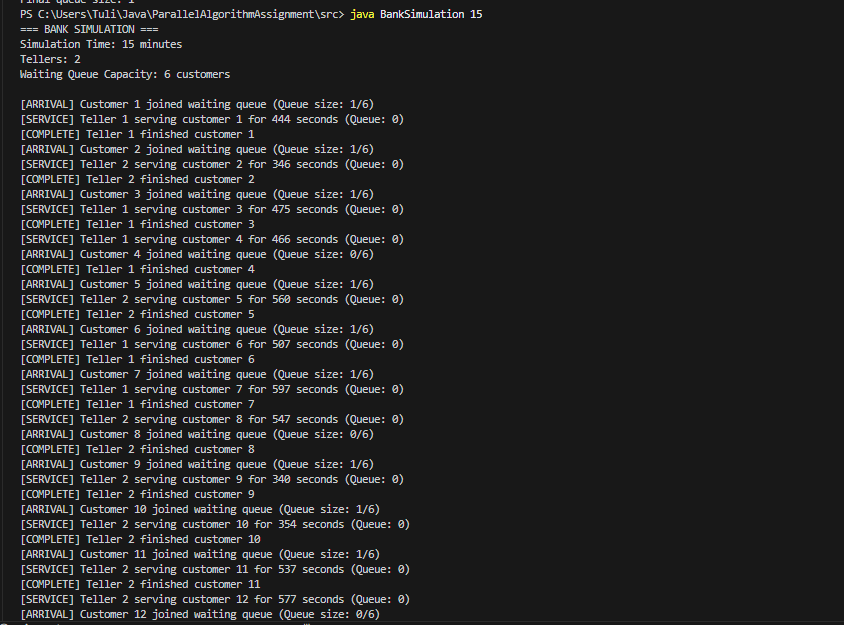 Final queue size: 1
PS C:\Users\Tuli\Java\ParallelAlgorithmAssignment\src> java BankSimulation 15
=== BANK SIMULATION ===
Simulation Time: 15 minutes
Tellers: 2
Waiting Queue Capacity: 6 customers
[ARRIVAL] Customer 1 joined waiting queue (Queue size: 1/6)
[SERVICE] Teller 1 serving customer 1 for 444 seconds (Queue: 0)
[COMPLETE] Teller 1 finished customer 1
[ARRIVAL] Customer 2 joined waiting queue (Queue size: 1/6)
[SERVICE] Teller 2 serving customer 2 for 346 seconds (Queue: 0)
[COMPLETE] Teller 2 finished customer 2
[ARRIVAL] Customer 3 joined waiting queue (Queue size: 1/6)
[SERVICE] Teller 1 serving customer 3 for 475 seconds (Queue: 0)
[COMPLETE] Teller 1 finished customer 3
[SERVICE] Teller 1 serving customer 4 for 466 seconds (Queue: 0)
[ARRIVAL] Customer 4 joined waiting queue (Queue size: 0/6)
[COMPLETE] Teller 1 finished customer 4
[ARRIVAL] Customer 5 joined waiting queue (Queue size: 1/6)
[SERVICE] Teller 2 serving customer 5 for 560 seconds (Queue: 0)
[COMPLETE] Teller 2 finished customer 5
[ARRIVAL] Customer 6 joined waiting queue (Queue size: 1/6)
[SERVICE] Teller 1 serving customer 6 for 507 seconds (Queue: 0)
[COMPLETE] Teller 1 finished customer 6
[ARRIVAL] Customer 7 joined waiting queue (Queue size: 1/6)
[SERVICE] Teller 1 serving customer 7 for 597 seconds (Queue: 0)
[COMPLETE] Teller 1 finished customer 7
[SERVICE] Teller 2 serving customer 8 for 547 seconds (Queue: 0)
[ARRIVAL] Customer 8 joined waiting queue (Queue size: 0/6)
[COMPLETE] Teller 2 finished customer 8
[ARRIVAL] Customer 9 joined waiting queue (Queue size: 1/6)
[SERVICE] Teller 2 serving customer 9 for 340 seconds (Queue: 0)
[COMPLETE] Teller 2 finished customer 9
[ARRIVAL] Customer 10 joined waiting queue (Queue size: 1/6)
[SERVICE] Teller 2 serving customer 10 for 354 seconds (Queue: 0)
[COMPLETE] Teller 2 finished customer 10
[ARRIVAL] Customer 11 joined waiting queue (Queue size: 1/6)
[SERVICE] Teller 2 serving customer 11 for 537 seconds (Queue: 0)
[COMPLETE] Teller 2 finished customer 11
[SERVICE] Teller 2 serving customer 12 for 577 seconds (Queue: 0)
[ARRIVAL] Customer 12 joined waiting queue (Queue size: 0/6)